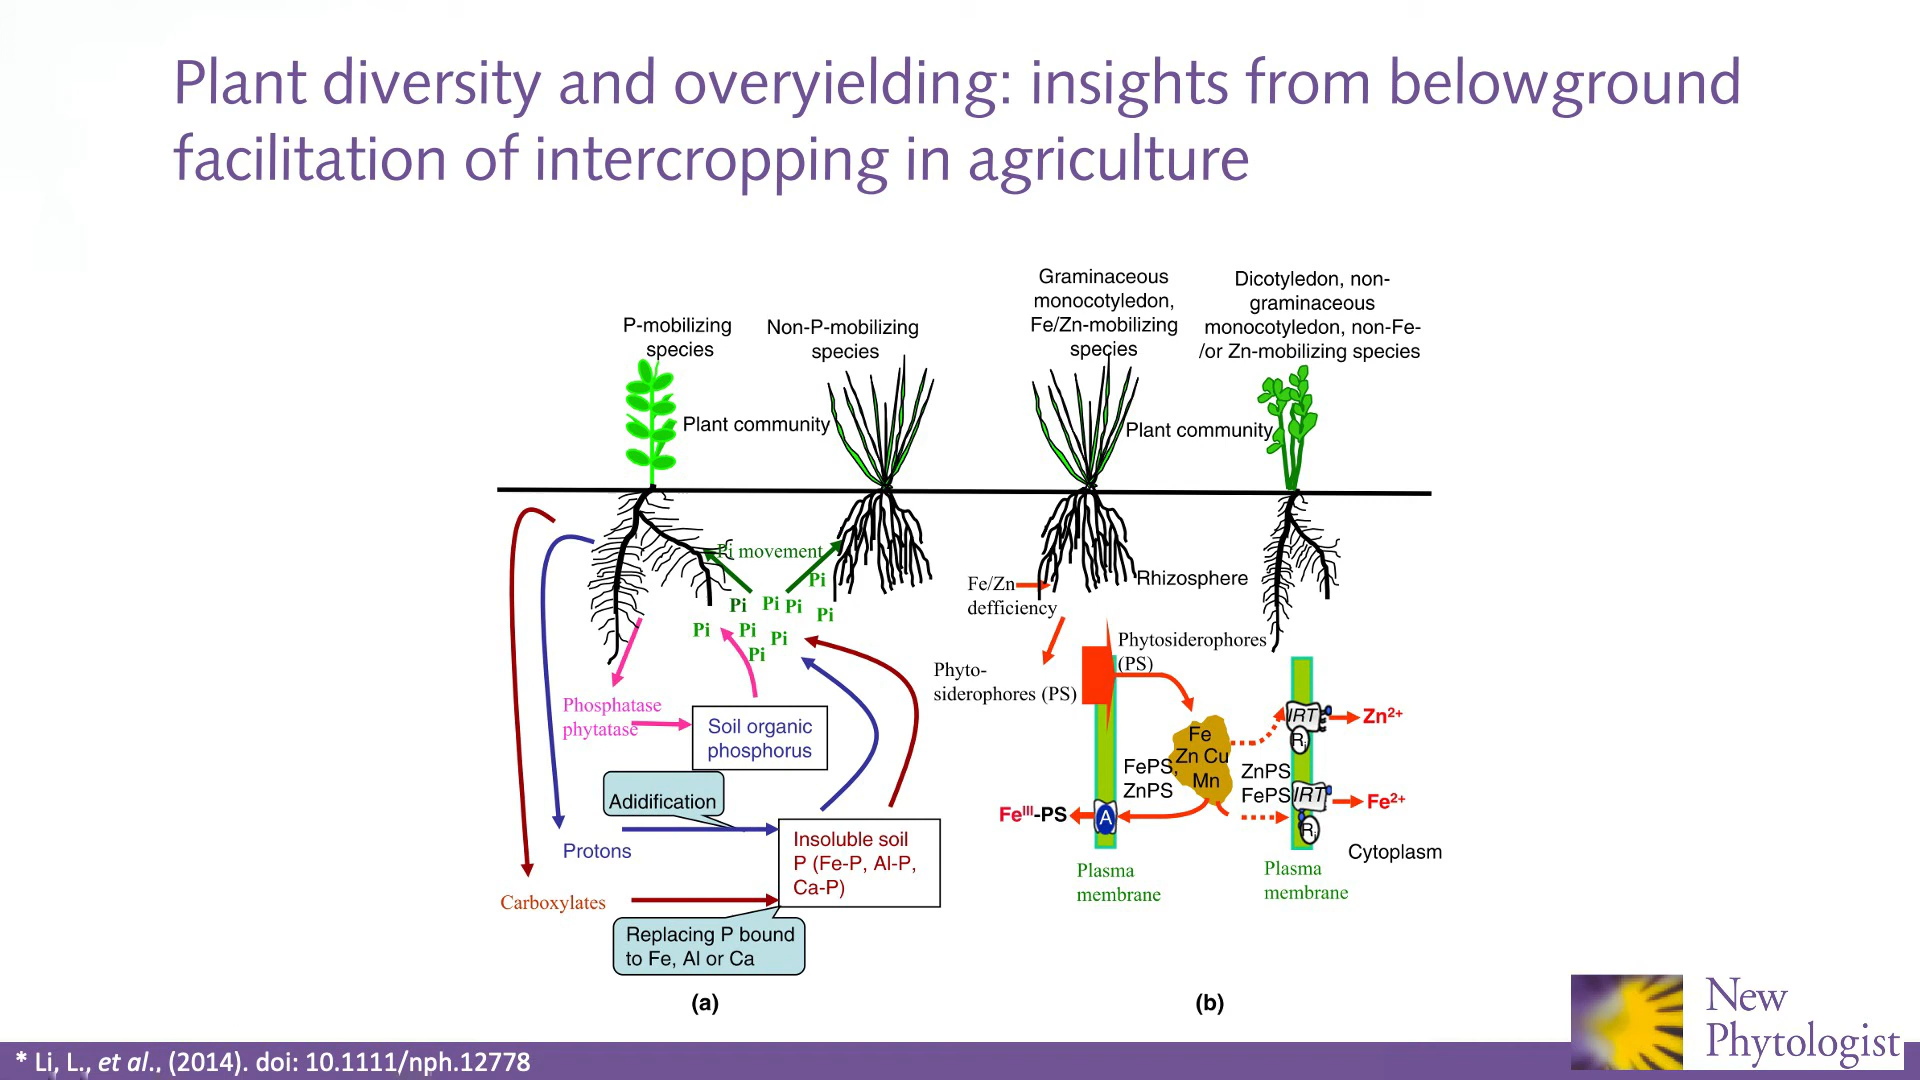 Plant diversity and overyielding: insights from belowground
facilitation of intercropping in agriculture
P-mobilizing
species
Non-P-mobilizing
species
Plant community
Pi movement
Pi
Pi
Pi
Pi
Pi
Pi
Pi
Pi
Pi
Phosphatase
phytatase
Soil organic
phosphorus
Adidification
Protons
Insoluble soil
P (Fe-P, Al-P,
Ca-P)
Carboxylates
Replacing P bound
to Fe, Al or Ca
(a)
Graminaceous
monocotyledon,
Fe/Zn-mobilizing
species
Dicotyledon, non-
graminaceous
monocotyledon, non-Fe-
/or Zn-mobilizing species
Plant community
Rhizosphere
Fe/Zn
defficiency
Phyto-
siderophores (PS)
Phytosiderophores
(PS)
Fe
Zn Cu
Mn
FePS,
ZnPS
ZnPS
FePS
IRT
Ri
Zn2+
IRT
Ri
Fe2+
FeIII-PS
A
Plasma
membrane
Plasma
membrane
Cytoplasm
(b)
New
Phytologist
* Li, L., et al., (2014). doi: 10.1111/nph.12778